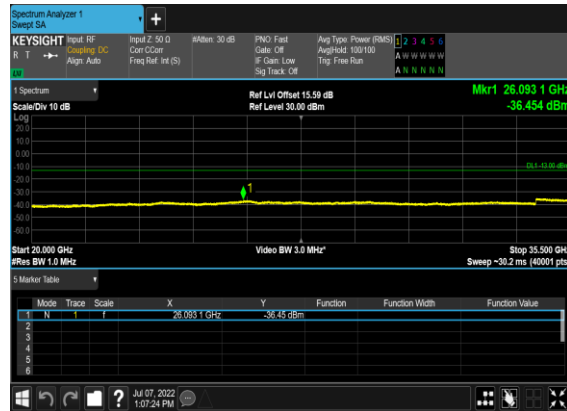 Spectrum Analyzer 1
Swept SA
+
KEYSIGHT Input: RF Input Z: 50 Ω #Atten: 30 dB PNO: Fast Avg Type: Power (RMS) 1 2 3 4 5 6
R T Coupling: DC Corr CCorr Gate: Off Avg|Hold: 100/100 A W W W W W
Align: Auto Freq Ref: Int (S) IF Gain: Low Trig: Free Run
Sig Track: Off A N N N N N
1 Spectrum
Ref Lvl Offset 15.59 dB Mkr1 26.093 1 GHz
Scale/Div 10 dB Ref Level 30.00 dBm -36.454 dBm
Log
20.0
10.0
0.00
-10.0
DL1 -13.00 dBm
-20.0
-30.0
1
-40.0
-50.0
-60.0
Start 20.000 GHz Video BW 3.0 MHz* Stop 35.500 GHz
#Res BW 1.0 MHz Sweep ~30.2 ms (40001 pts)
5 Marker Table
Mode Trace Scale X Y Function Function Width Function Value
1 N 1 f 26.093 1 GHz -36.45 dBm
2
3
4
5
6
? Jul 07, 2022
1:07:24 PM